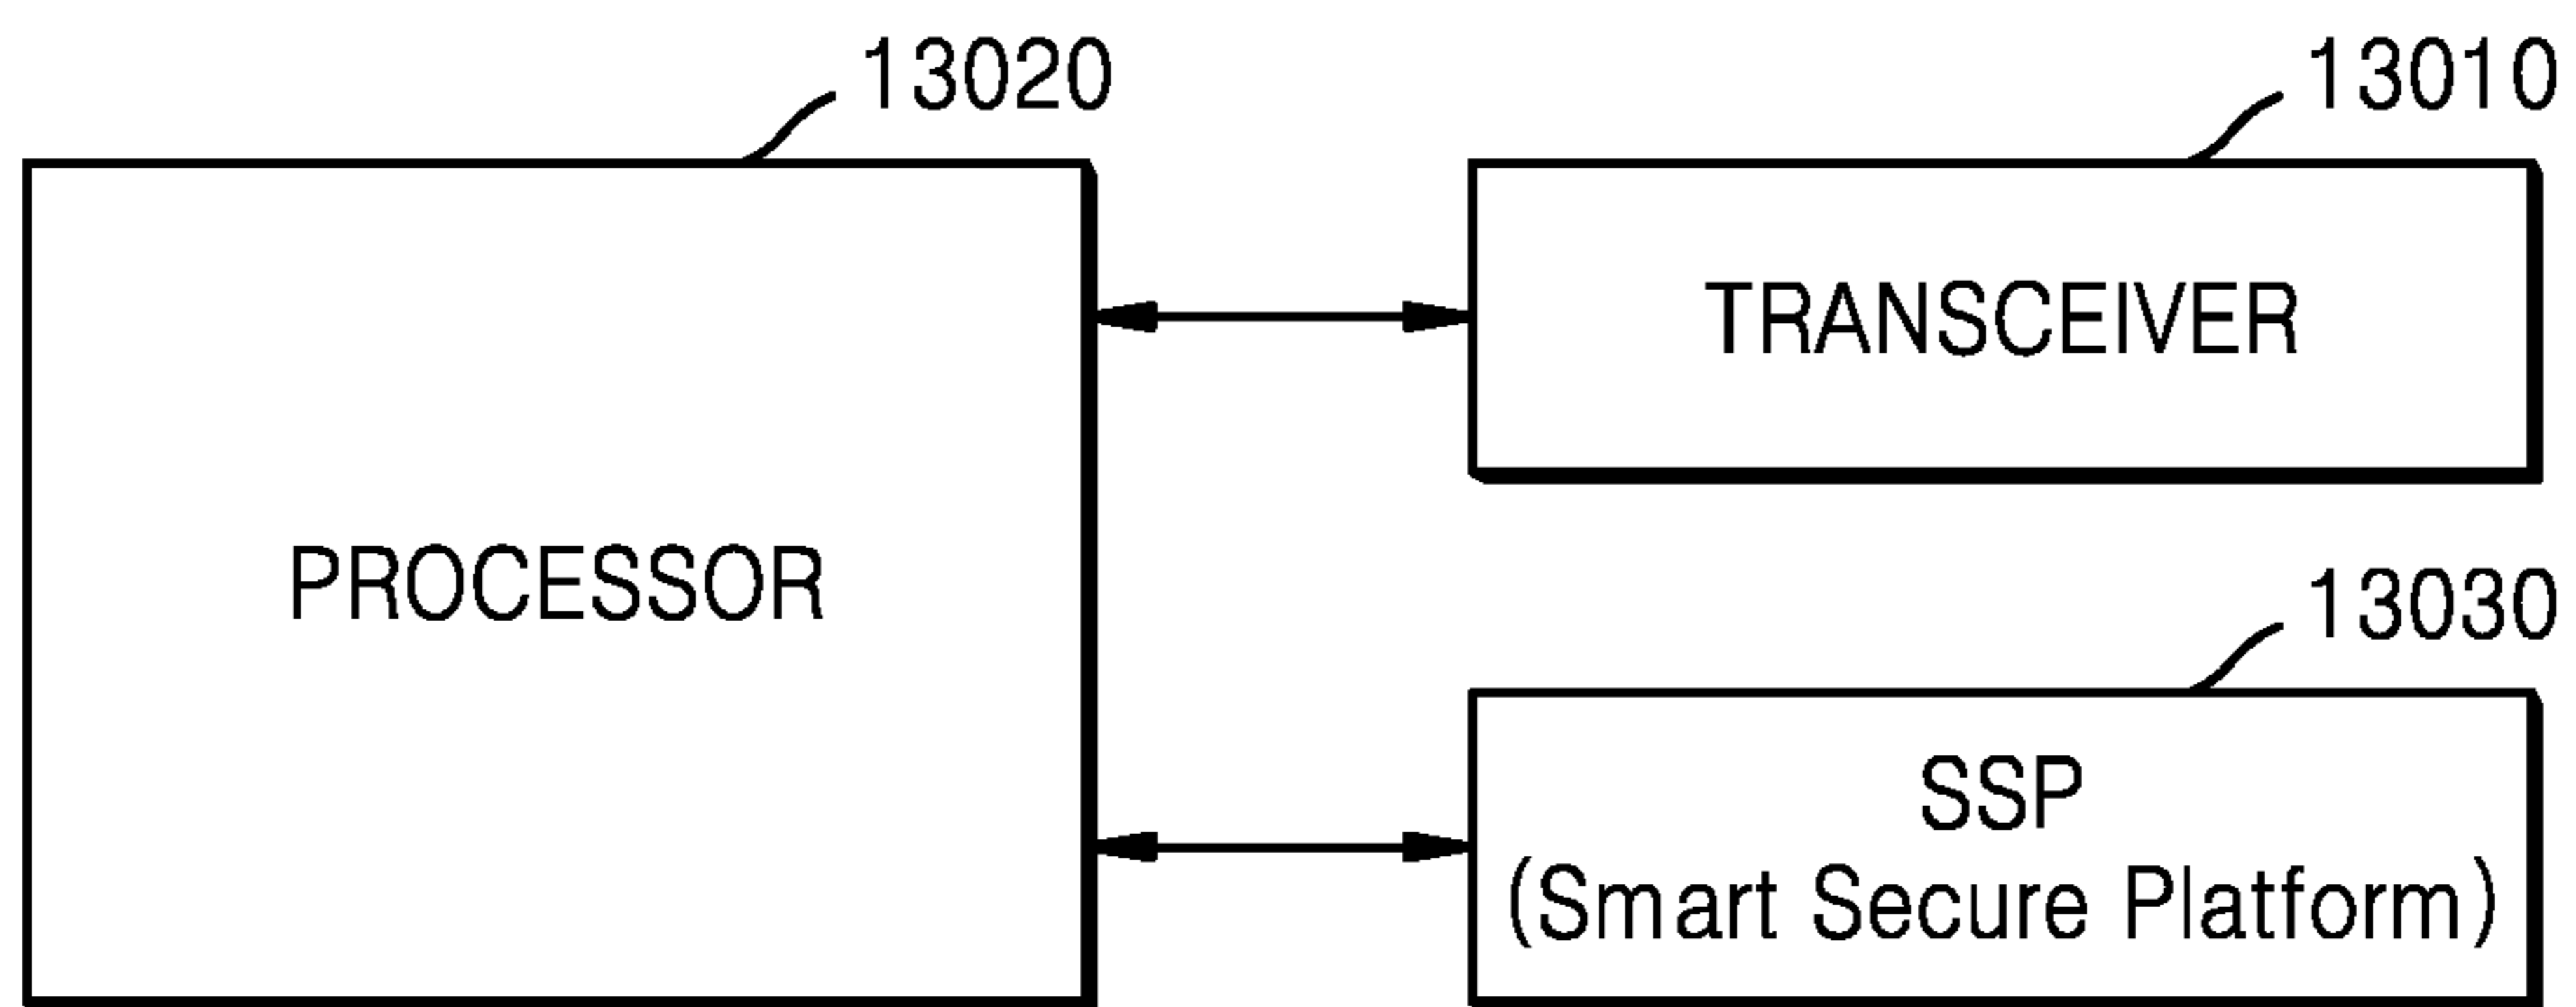 13020
13010
TRANSCEIVER
PROCESSOR
13030
SSP
(Smart Secure Platform)